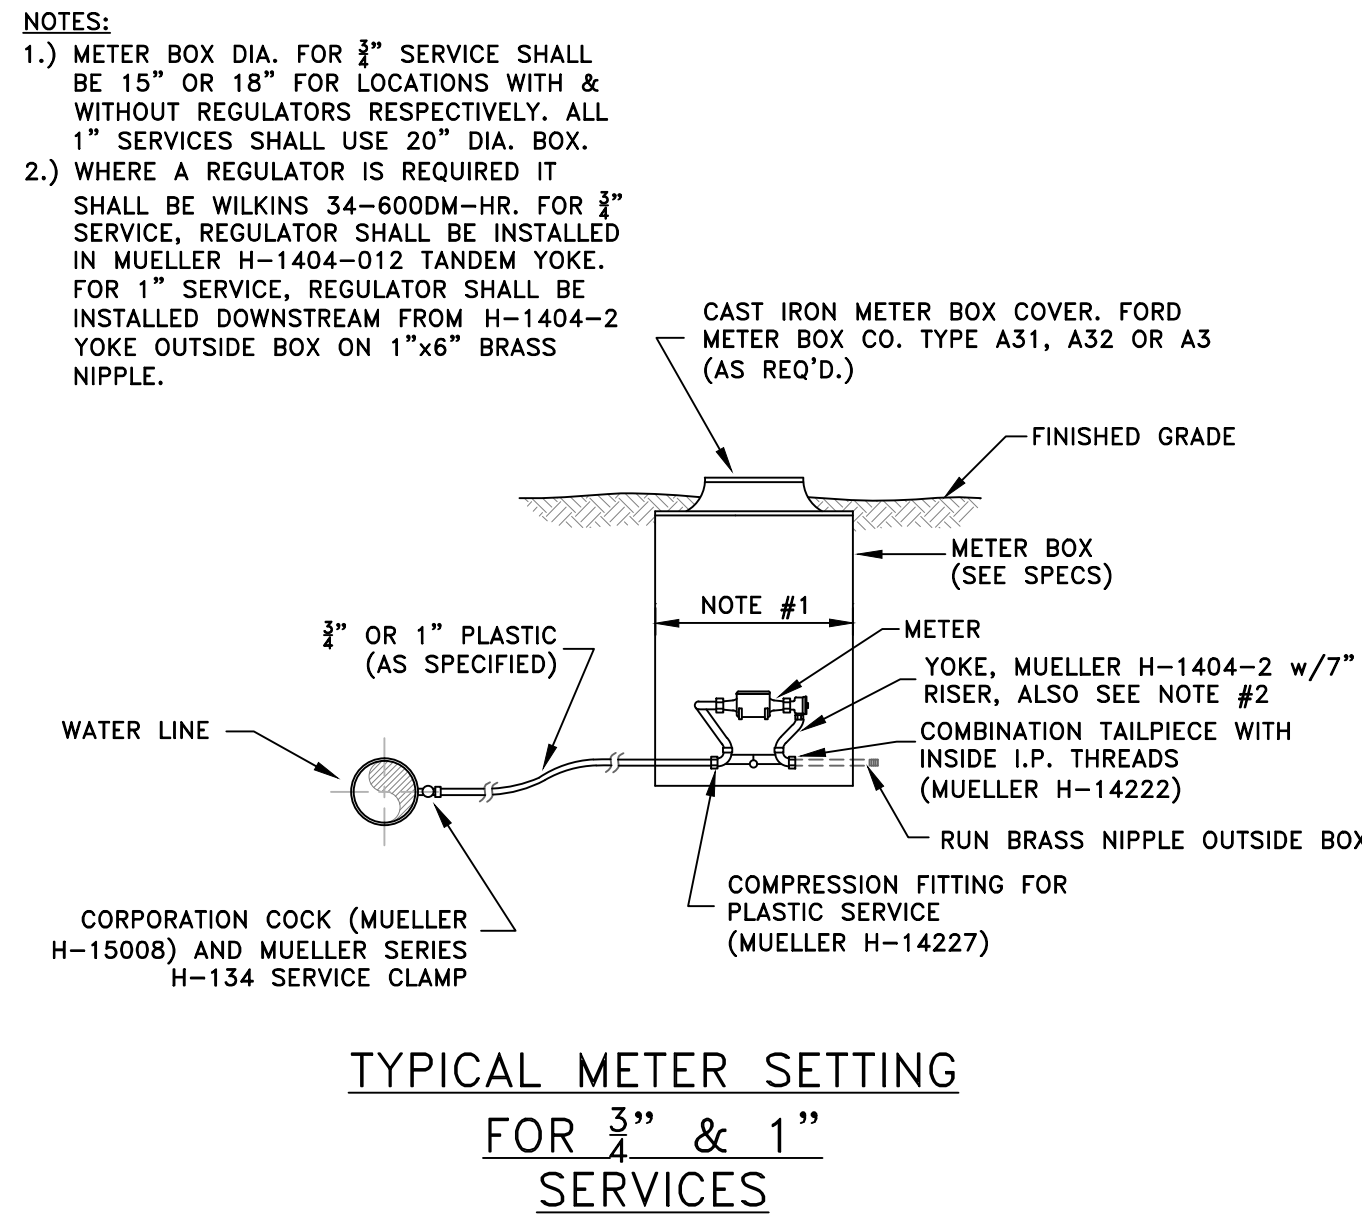 NOTES:
1.) METER BOX DIA. FOR 3/4" SERVICE SHALL
BE 15" OR 18" FOR LOCATIONS WITH &
WITHOUT REGULATORS RESPECTIVELY. ALL
1" SERVICES SHALL USE 20" DIA. BOX.
2.) WHERE A REGULATOR IS REQUIRED IT
SHALL BE WILKINS 34-600DM-HR. FOR 3/4"
SERVICE, REGULATOR SHALL BE INSTALLED
IN MUELLER H-1404-012 TANDEM YOKE.
FOR 1" SERVICE, REGULATOR SHALL BE
INSTALLED DOWNSTREAM FROM H-1404-2
YOKE OUTSIDE BOX ON 1"x6" BRASS
NIPPLE.
CAST IRON METER BOX COVER. FORD
METER BOX CO. TYPE A31, A32 OR A3
(AS REQ'D.)
FINISHED GRADE
METER BOX
(SEE SPECS)
NOTE #1
3/4" OR 1" PLASTIC
(AS SPECIFIED)
METER
YOKE, MUELLER H-1404-2 w/7"
RISER, ALSO SEE NOTE #2
WATER LINE
COMBINATION TAILPIECE WITH
INSIDE I.P. THREADS
(MUELLER H-14222)
RUN BRASS NIPPLE OUTSIDE BOX
COMPRESSION FITTING FOR
PLASTIC SERVICE
(MUELLER H-14227)
CORPORATION COCK (MUELLER
H-15008) AND MUELLER SERIES
H-134 SERVICE CLAMP
TYPICAL METER SETTING
FOR 3/4" & 1"
SERVICES